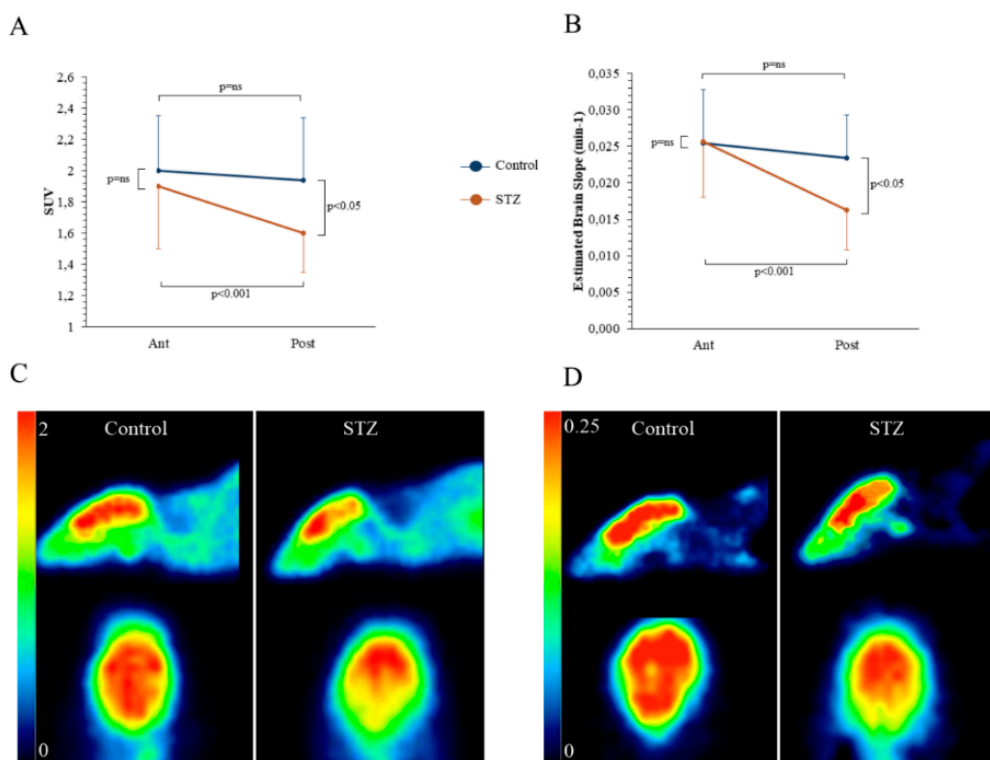 A
SUV
2,6
2,4
2,2
2
1,8
1,6
1,4
1,2
1
p=ns
p=ns
p<0.05
p<0.001
Ant
Post
Control
STZ
B
Estimated Brain Slope (min-1)
0,035
0,030
0,025
0,020
0,015
0,010
0,005
0,000
p=ns
p=ns
p<0.05
p<0.001
Ant
Post
C
2
Control
STZ
0
D
0.25
Control
STZ
0